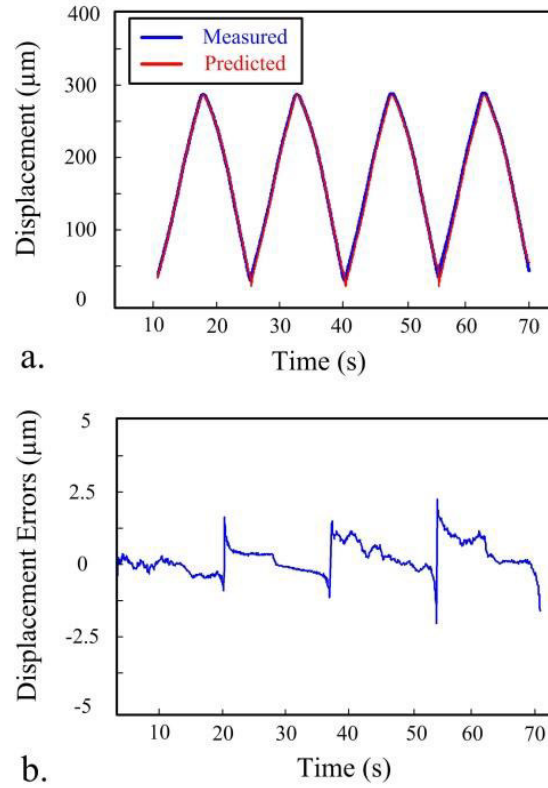 400
300
200
100
0
Displacement (μm)
Measured
Predicted
10 20 30 40 50 60 70
Time (s)
a.
5
2.5
0
-2.5
-5
Displacement Errors (μm)
10 20 30 40 50 60 70
Time (s)
b.